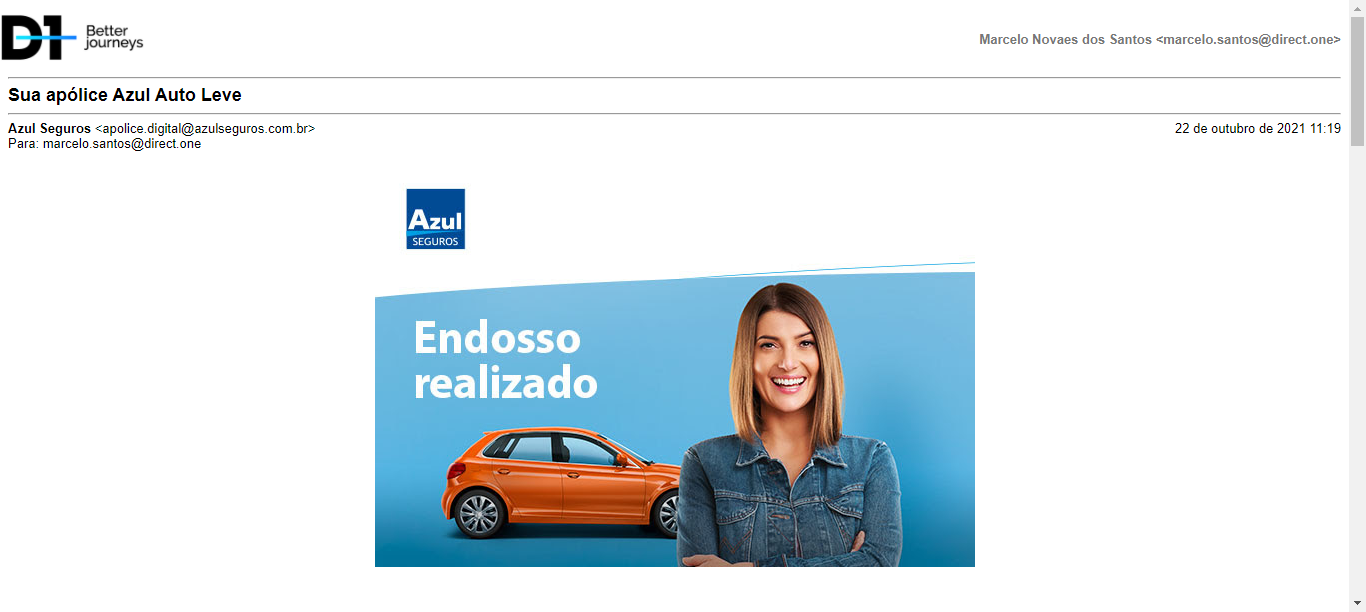 D1 Better
journeys
Marcelo Novaes dos Santos <marcelo.santos@direct.one>
Sua apólice Azul Auto Leve
Azul Seguros <apolice.digital@azulseguros.com.br>
22 de outubro de 2021 11:19
Para: marcelo.santos@direct.one
Azul
SEGUROS
Endosso
realizado